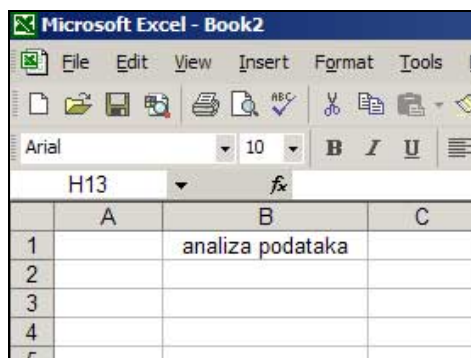 Microsoft Excel - Book2
File Edit View Insert Format Tools
ABC
Arial 10 B I U
H13 fx
A B C
1 analiza podataka
2
3
4